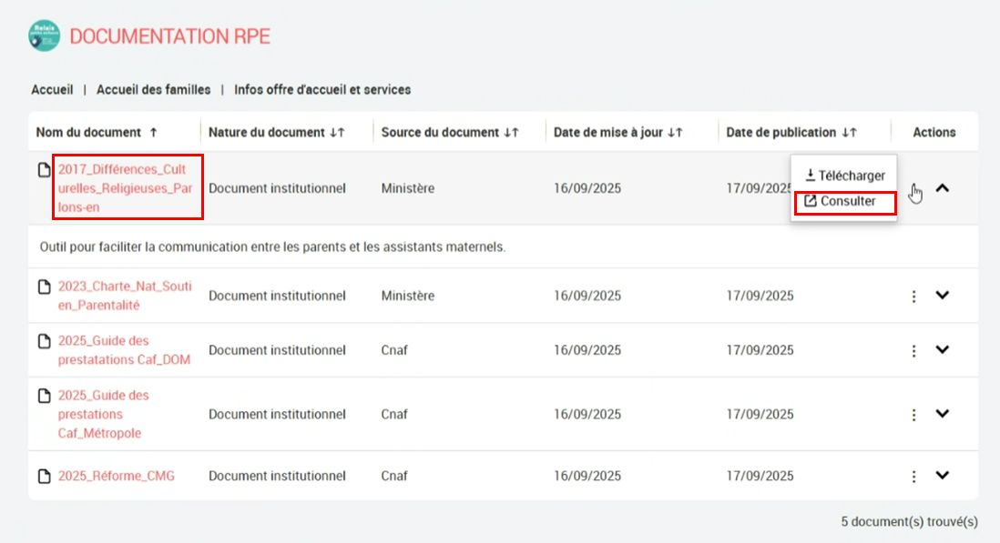 Relais
DOCUMENTATION RPE
Accueil | Accueil des familles | Infos offre d'accueil et services
Nom du document ↑ Nature du document ↓↑ Source du document ↓↑ Date de mise à jour ↓↑ Date de publication ↓↑ Actions
2017_Différences_Cult
urelles_Religieuses_Par
lons-en
Document institutionnel Ministère 16/09/2025 17/09/2025
Télécharger
Consulter
Outil pour faciliter la communication entre les parents et les assistants maternels.
2023_Charte_Nat_Souti
en_Parentalité
Document institutionnel Ministère 16/09/2025 17/09/2025
2025_Guide des
prestatations Caf_DOM
Document institutionnel Cnaf 16/09/2025 17/09/2025
2025_Guide des
prestations
Caf_Métropole
Document institutionnel Cnaf 16/09/2025 17/09/2025
2025_Réforme_CMG Document institutionnel Cnaf 16/09/2025 17/09/2025
5 document(s) trouvé(s)